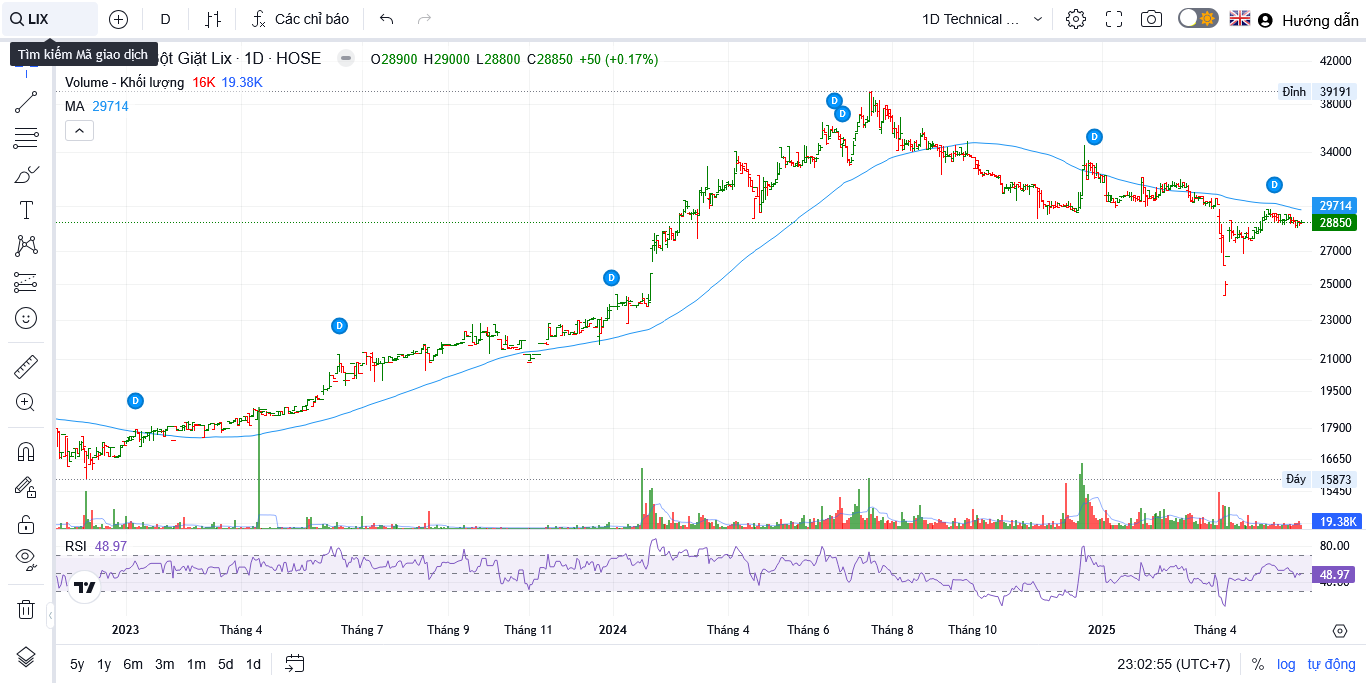 LIX
D
Các chỉ báo
1D Technical ...
Hướng dẫn
Tìm kiếm Mã giao dịch
ột Giặt Lix · 1D · HOSE
O28900 H29000 L28800 C28850 +50 (+0.17%)
Volume - Khối lượng 16K 19.38K
MA 29714
42000
Đỉnh 39191
38000
34000
29714
28850
27000
25000
23000
21000
19500
17900
16650
Đáy 15873
15450
19.38K
D
D
D
D
D
D
D
RSI 48.97
80.00
48.97
40.00
2023
Tháng 4
Tháng 7
Tháng 9
Tháng 11
2024
Tháng 4
Tháng 6
Tháng 8
Tháng 10
2025
Tháng 4
5y 1y 6m 3m 1m 5d 1d
23:02:55 (UTC+7)
% log tự động